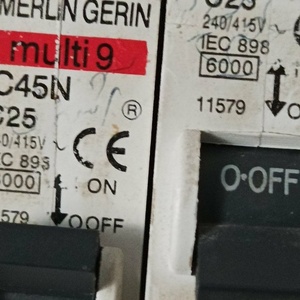 MERLIN GERIN
multi 9
C45N
C25
240/415V
IEC 898
6000
11579
ON
O OFF
C25
240/415V
IEC 898
6000
11579
O·OFF